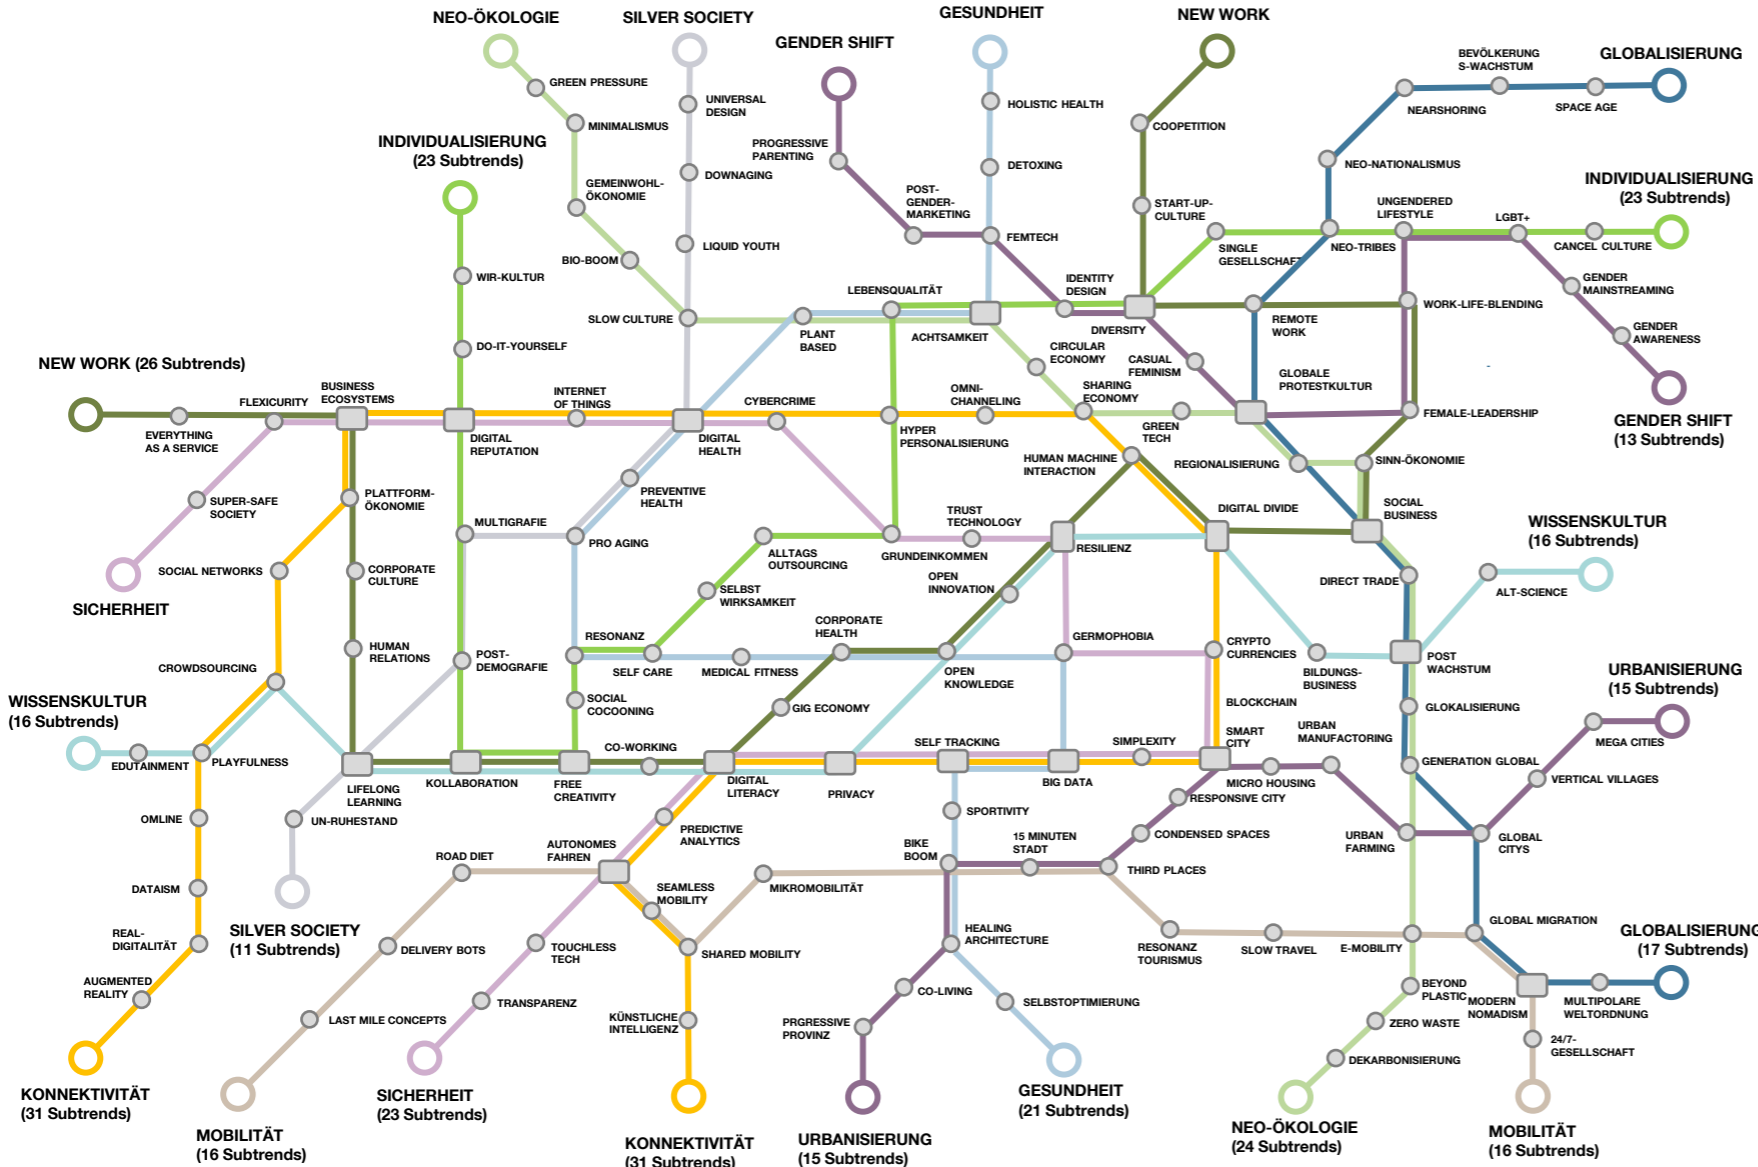 NEO-ÖKOLOGIE
SILVER SOCIETY
GESUNDHEIT
NEW WORK
GENDER SHIFT
GLOBALISIERUNG
BEVÖLKERUNG
S-WACHSTUM
GREEN PRESSURE
UNIVERSAL
DESIGN
HOLISTIC HEALTH
NEARSHORING
SPACE AGE
MINIMALISMUS
COOPETITION
INDIVIDUALISIERUNG
(23 Subtrends)
PROGRESSIVE
PARENTING
DETOXING
NEO-NATIONALISMUS
DOWNAGING
GEMEINWOHL-
ÖKONOMIE
POST-
GENDER-
MARKETING
START-UP-
CULTURE
UNGENDERED
LIFESTYLE
LGBT+
INDIVIDUALISIERUNG
(23 Subtrends)
LIQUID YOUTH
FEMTECH
SINGLE
GESELLSCHAFT
NEO-TRIBES
CANCEL CULTURE
BIO-BOOM
WIR-KULTUR
LEBENSQUALITÄT
IDENTITY
DESIGN
GENDER
MAINSTREAMING
SLOW CULTURE
PLANT
BASED
ACHTSAMKEIT
DIVERSITY
REMOTE
WORK
WORK-LIFE-BLENDING
GENDER
AWARENESS
DO-IT-YOURSELF
CIRCULAR
ECONOMY
CASUAL
FEMINISM
GLOBALE
PROTESTKULTUR
NEW WORK (26 Subtrends)
FLEXICURITY
BUSINESS
ECOSYSTEMS
INTERNET
OF THINGS
CYBERCRIME
OMNI-
CHANNELING
SHARING
ECONOMY
FEMALE-LEADERSHIP
GENDER SHIFT
(13 Subtrends)
EVERYTHING
AS A SERVICE
DIGITAL
REPUTATION
DIGITAL
HEALTH
HYPER
PERSONALISIERUNG
GREEN
TECH
HUMAN MACHINE
INTERACTION
REGIONALISIERUNG
SINN-ÖKONOMIE
SUPER-SAFE
SOCIETY
PLATTFORM-
ÖKONOMIE
PREVENTIVE
HEALTH
TRUST
TECHNOLOGY
DIGITAL DIVIDE
SOCIAL
BUSINESS
WISSENSKULTUR
(16 Subtrends)
MULTIGRAFIE
PRO AGING
ALLTAGS
OUTSOURCING
GRUNDEINKOMMEN
RESILIENZ
SOCIAL NETWORKS
CORPORATE
CULTURE
OPEN
INNOVATION
DIRECT TRADE
ALT-SCIENCE
SICHERHEIT
SELBST
WIRKSAMKEIT
HUMAN
RELATIONS
POST-
DEMOGRAFIE
RESONANZ
SELF CARE
MEDICAL FITNESS
CORPORATE
HEALTH
OPEN
KNOWLEDGE
GERMOPHOBIA
CRYPTO
CURRENCIES
BILDUNGS-
BUSINESS
POST
WACHSTUM
CROWDSOURCING
URBANISIERUNG
(15 Subtrends)
WISSENSKULTUR
(16 Subtrends)
SOCIAL
COCOONING
GIG ECONOMY
BLOCKCHAIN
GLOKALISIERUNG
MEGA CITIES
EDUTAINMENT
PLAYFULNESS
CO-WORKING
SELF TRACKING
SIMPLEXITY
SMART
CITY
URBAN
MANUFACTORING
GENERATION GLOBAL
VERTICAL VILLAGES
LIFELONG
LEARNING
KOLLABORATION
FREE
CREATIVITY
DIGITAL
LITERACY
PRIVACY
BIG DATA
MICRO HOUSING
RESPONSIVE CITY
OMLINE
UN-RUHESTAND
PREDICTIVE
ANALYTICS
SPORTIVITY
BIKE
BOOM
15 MINUTEN
STADT
CONDENSED SPACES
URBAN
FARMING
GLOBAL
CITYS
ROAD DIET
AUTONOMES
FAHREN
THIRD PLACES
DATAISM
SEAMLESS
MOBILITY
MIKROMOBILITÄT
SILVER SOCIETY
(11 Subtrends)
REAL-
DIGITALITÄT
DELIVERY BOTS
TOUCHLESS
TECH
SHARED MOBILITY
HEALING
ARCHITECTURE
RESONANZ
TOURISMUS
SLOW TRAVEL
E-MOBILITY
GLOBAL MIGRATION
GLOBALISIERUNG
(17 Subtrends)
AUGMENTED
REALITY
TRANSPARENZ
CO-LIVING
SELBSTOPTIMIERUNG
BEYOND
PLASTIC
MODERN
NOMADISM
MULTIPOLARE
WELTORDNUNG
LAST MILE CONCEPTS
KÜNSTLICHE
INTELLIGENZ
PRGRESSIVE
PROVINZ
ZERO WASTE
24/7-
GESELLSCHAFT
DEKARBONISIERUNG
KONNEKTIVITÄT
(31 Subtrends)
SICHERHEIT
(23 Subtrends)
GESUNDHEIT
(21 Subtrends)
MOBILITÄT
(16 Subtrends)
KONNEKTIVITÄT
(31 Subtrends)
URBANISIERUNG
(15 Subtrends)
NEO-ÖKOLOGIE
(24 Subtrends)
MOBILITÄT
(16 Subtrends)